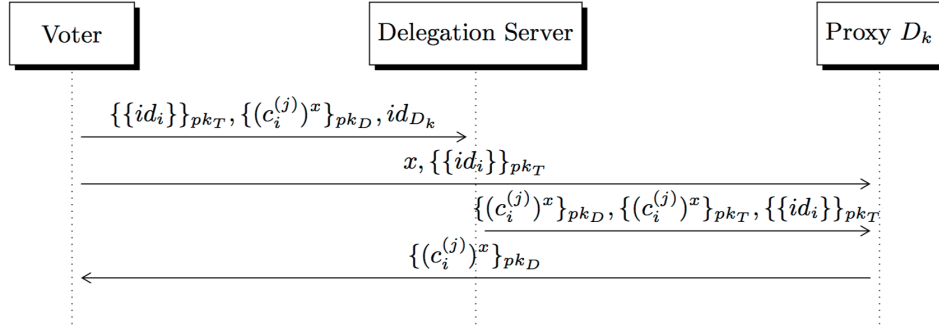 Voter Delegation Server Proxy $D_k$
$\{\{id_i\}\}_{pk_T}, \{(c_i^{(j)})^x\}_{pk_D}, id_{D_k}$
$x, \{\{id_i\}\}_{pk_T}$
$\{(c_i^{(j)})^x\}_{pk_D}, \{(c_i^{(j)})^x\}_{pk_T}, \{\{id_i\}\}_{pk_T}$
$\{(c_i^{(j)})^x\}_{pk_D}$